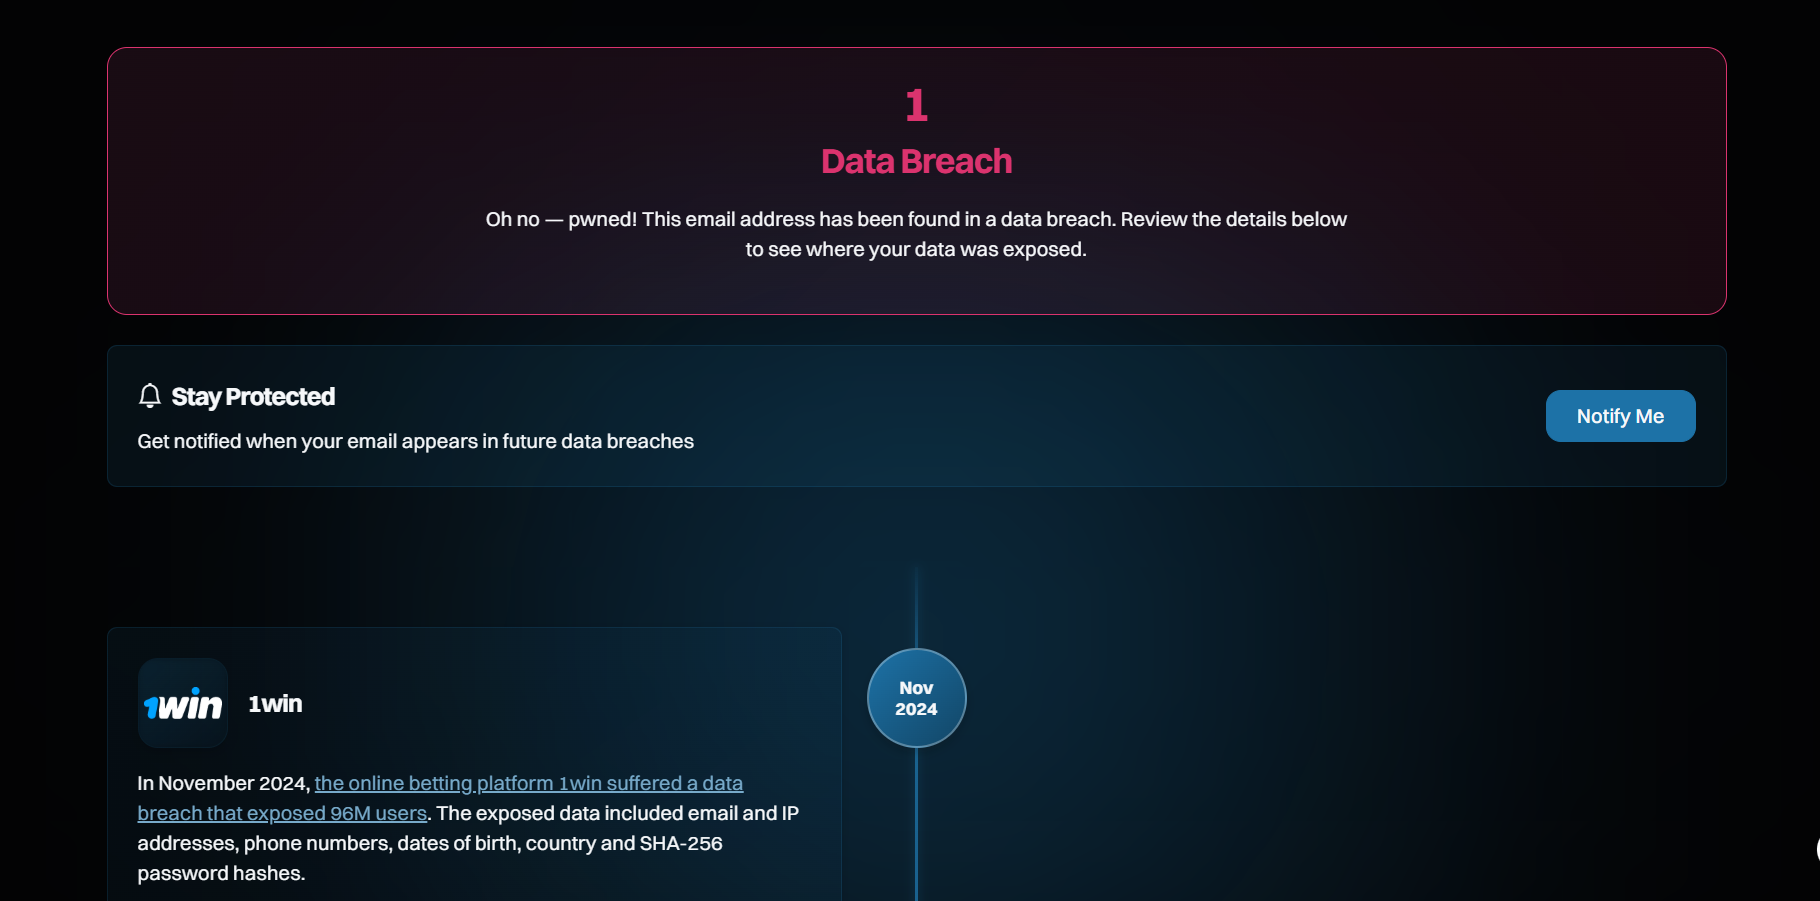 1
Data Breach
Oh no — pwned! This email address has been found in a data breach. Review the details below
to see where your data was exposed.
Stay Protected
Get notified when your email appears in future data breaches
Notify Me
Nov
2024
1win
1win
In November 2024, the online betting platform 1win suffered a data
breach that exposed 96M users. The exposed data included email and IP
addresses, phone numbers, dates of birth, country and SHA-256
password hashes.